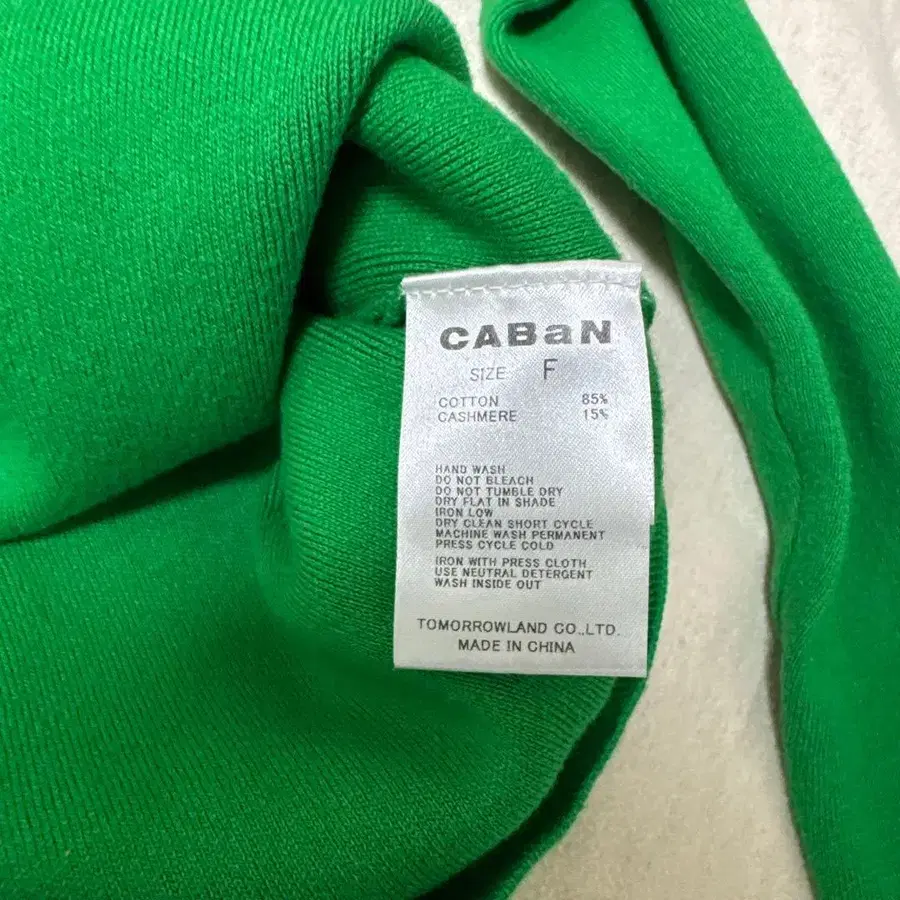 CABaN
SIZE F
COTTON 85%
CASHMERE 15%
HAND WASH
DO NOT BLEACH
DO NOT TUMBLE DRY
DRY FLAT IN SHADE
IRON LOW
DRY CLEAN SHORT CYCLE
MACHINE WASH PERMANENT
PRESS CYCLE COLD
IRON WITH PRESS CLOTH
USE NEUTRAL DETERGENT
WASH INSIDE OUT
TOMORROWLAND CO.,LTD.
MADE IN CHINA